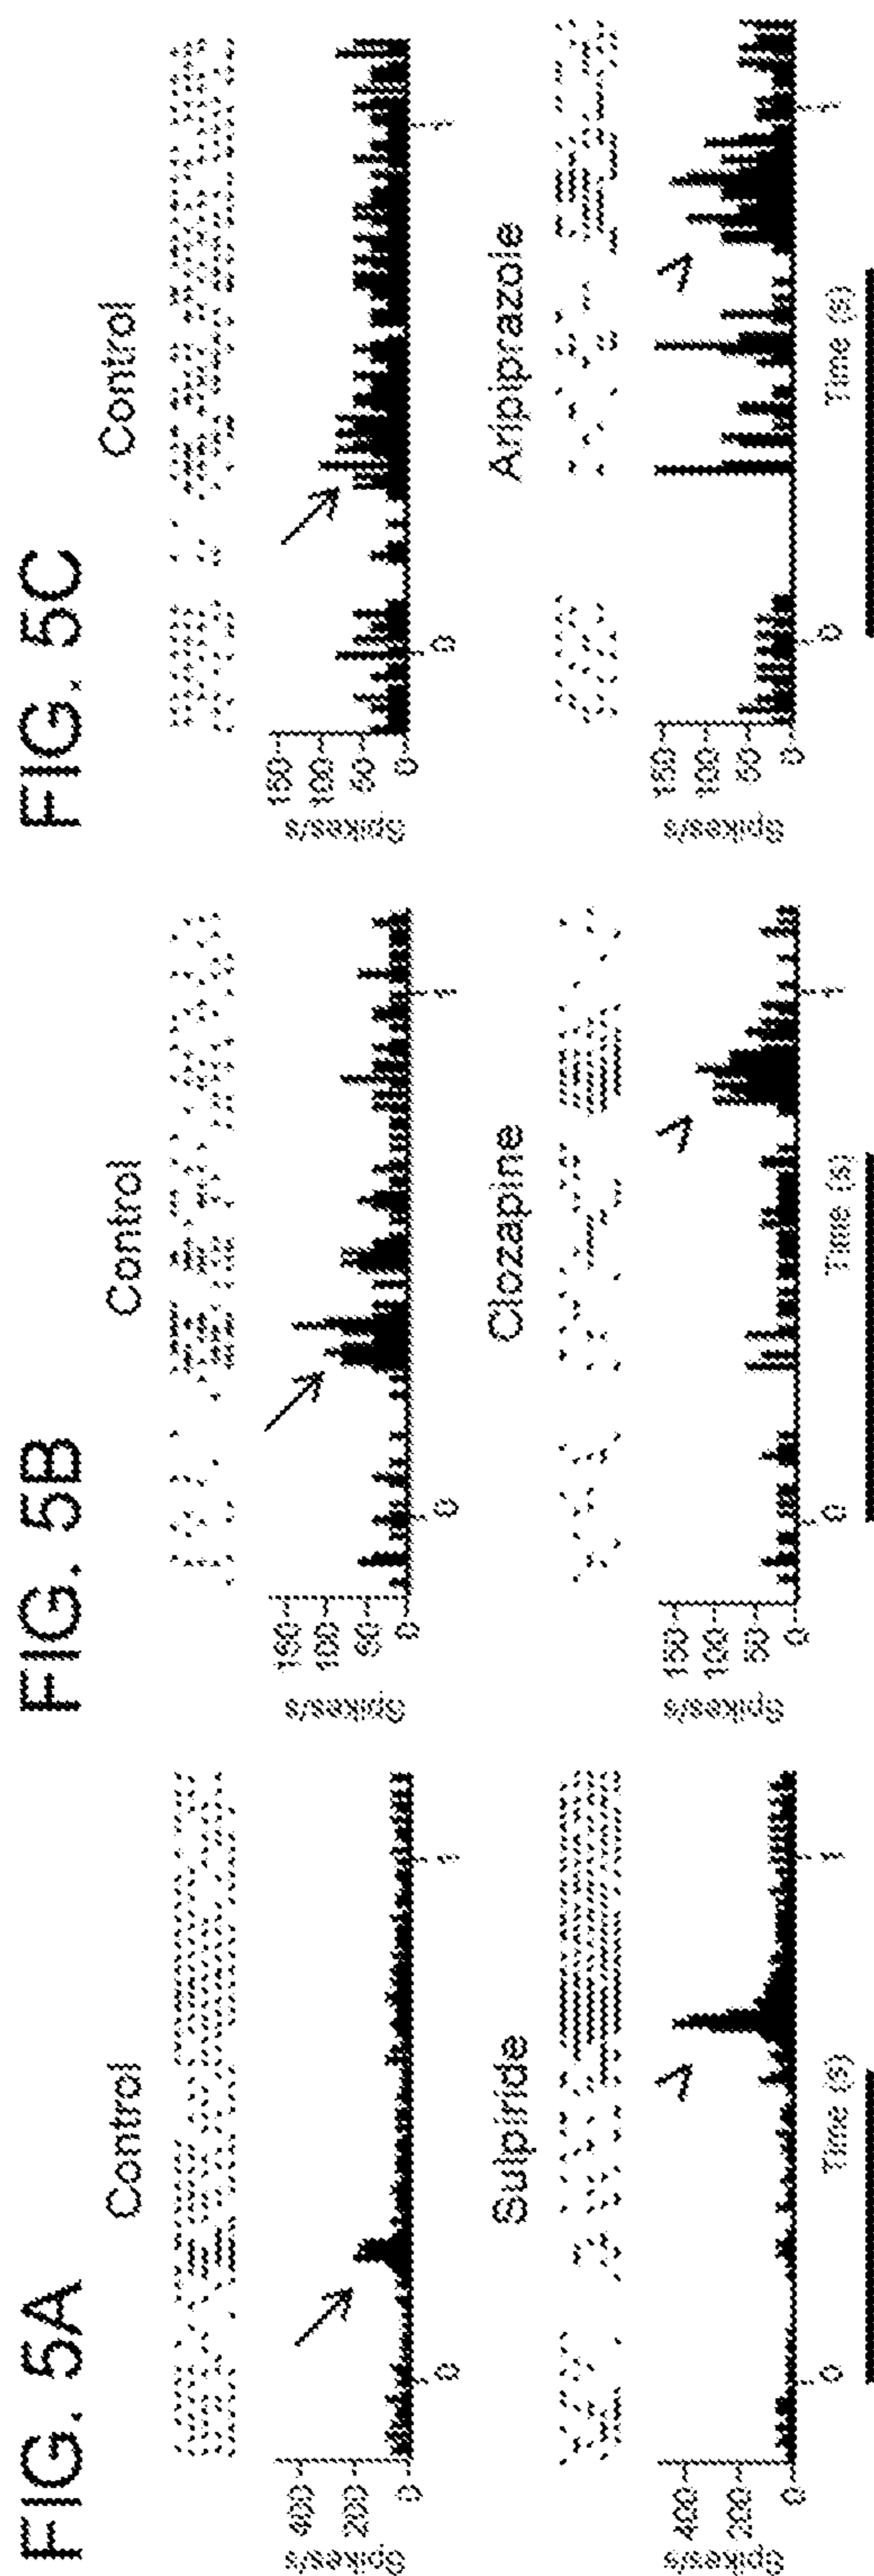 FIG. 5A
Control
Spikes/s
400
200
0
0
1
Sulpiride
Spikes/s
400
200
0
0
1
Time (s)
FIG. 5B
Control
Spikes/s
150
100
50
0
0
1
Clozapine
Spikes/s
150
100
50
0
0
1
Time (s)
FIG. 5C
Control
Spikes/s
150
100
50
0
0
1
Aripiprazole
Spikes/s
150
100
50
0
0
1
Time (s)